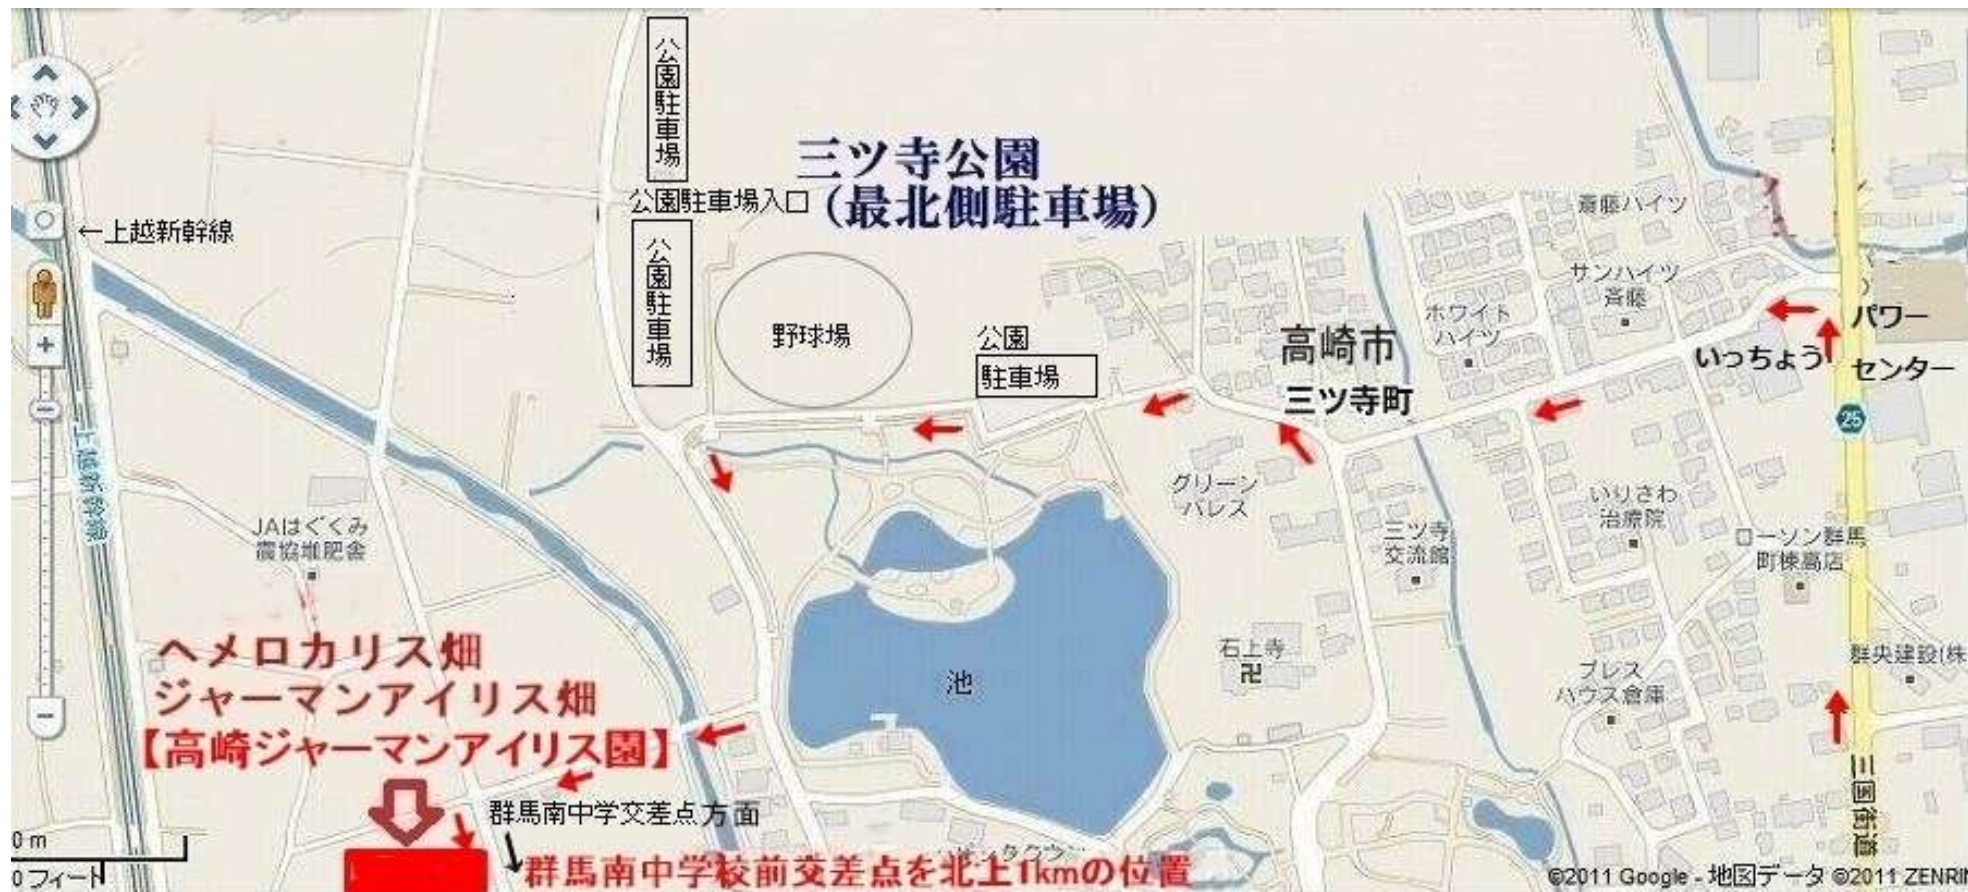 公園駐車場
三ツ寺公園
(最北側駐車場)
公園駐車場入口
←上越新幹線
公園駐車場
野球場
公園
駐車場
高崎市
三ツ寺町
斎藤ハイツ
サンハイツ
斎藤
ホワイト
ハイツ
パワー
センター
いっちょう
25
上越新幹線
JAはぐくみ
農協堆肥舎
グリーン
パレス
三ツ寺
交流館
いりさわ
治療院
ローソン群馬
町棟高店
石上寺
卍
池
プレス
ハウス倉庫
群央建設(株
三国街道
ヘメロカリス畑
ジャーマンアイリス畑
【高崎ジャーマンアイリス園】
群馬南中学交差点方面
群馬南中学校前交差点を北上1kmの位置
0 m
0 フィート
©2011 Google - 地図データ ©2011 ZENRIN